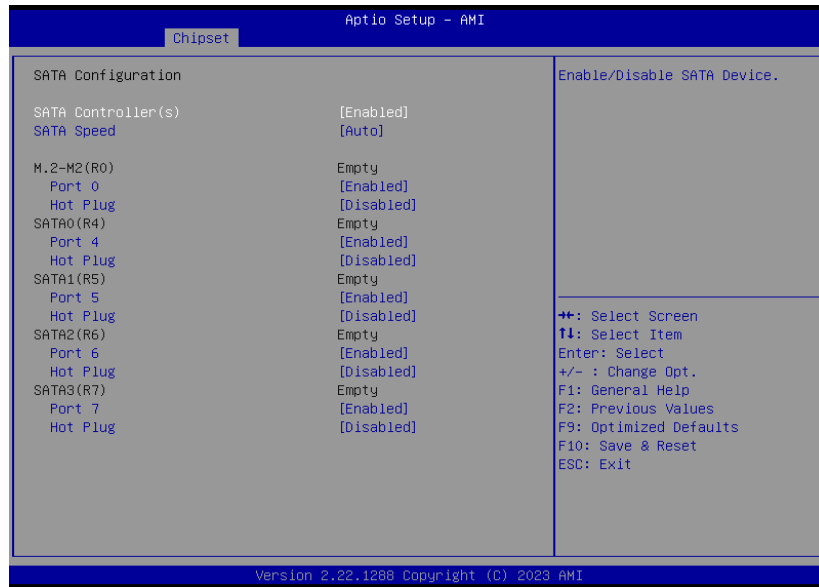 Aptio Setup – AMI
Chipset
SATA Configuration
SATA Controller(s) [Enabled]
SATA Speed [Auto]
M.2–M2(R0) Empty
Port 0 [Enabled]
Hot Plug [Disabled]
SATA0(R4) Empty
Port 4 [Enabled]
Hot Plug [Disabled]
SATA1(R5) Empty
Port 5 [Enabled]
Hot Plug [Disabled]
SATA2(R6) Empty
Port 6 [Enabled]
Hot Plug [Disabled]
SATA3(R7) Empty
Port 7 [Enabled]
Hot Plug [Disabled]
Enable/Disable SATA Device.
→←: Select Screen
↑↓: Select Item
Enter: Select
+/– : Change Opt.
F1: General Help
F2: Previous Values
F9: Optimized Defaults
F10: Save & Reset
ESC: Exit
Version 2.22.1288 Copyright (C) 2023 AMI